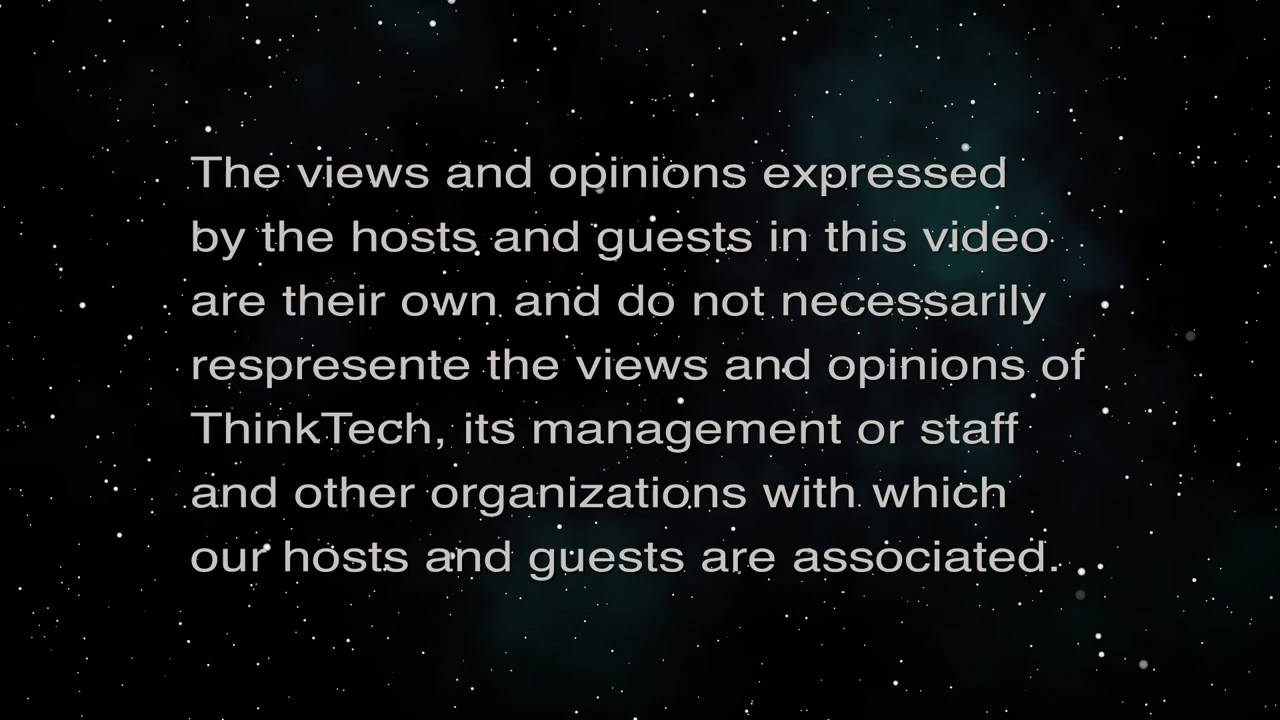 The views and opinions expressed
by the hosts and guests in this video
are their own and do not necessarily
respresente the views and opinions of
ThinkTech, its management or staff
and other organizations with which
our hosts and guests are associated.